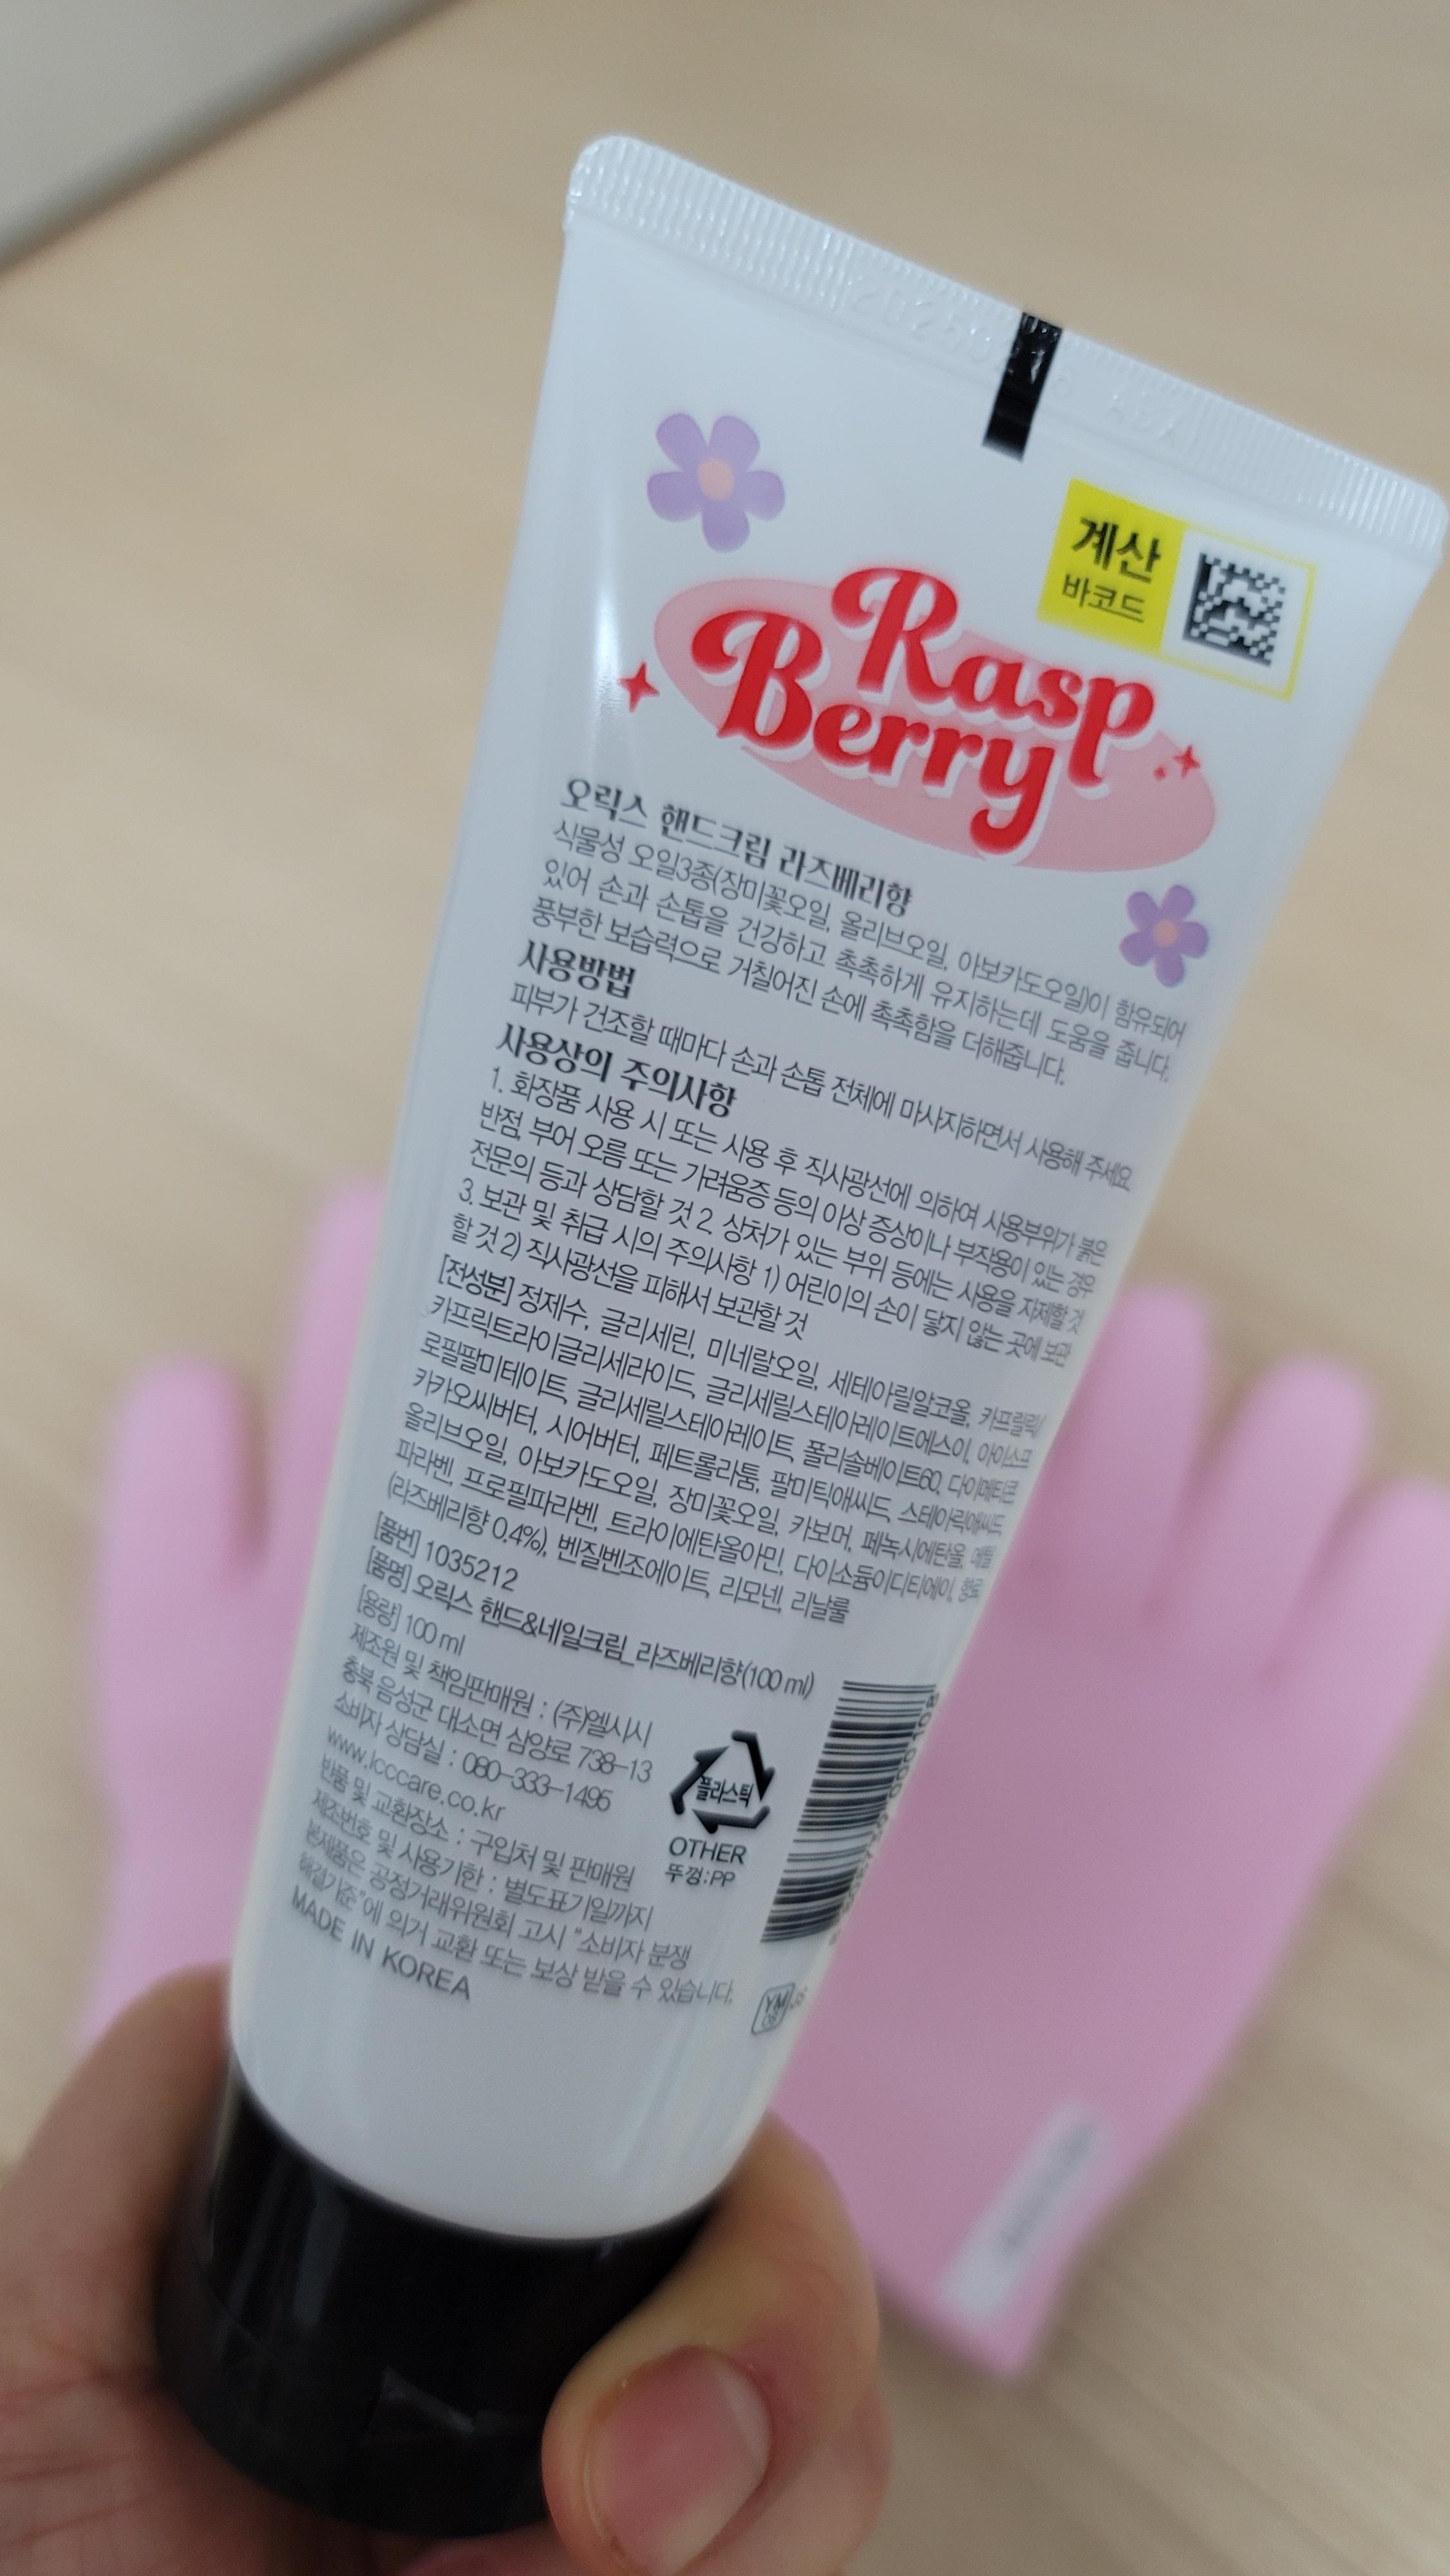 계산
바코드
Rasp
Berry
오릭스 핸드크림 라즈베리향
식물성 오일3종(장미꽃오일, 올리브오일, 아보카도오일)이 함유되어
있어 손과 손톱을 건강하고 촉촉하게 유지하는데 도움을 줍니다.
풍부한 보습력으로 거칠어진 손에 촉촉함을 더해줍니다.
사용방법
피부가 건조할 때마다 손과 손톱 전체에 마사지하면서 사용해 주세요.
사용상의 주의사항
1. 화장품 사용 시 또는 사용 후 직사광선에 의하여 사용부위가 붉은
반점, 부어 오름 또는 가려움증 등의 이상 증상이나 부작용이 있는 경우
전문의 등과 상담할 것 2. 상처가 있는 부위 등에는 사용을 자제할 것
3. 보관 및 취급 시의 주의사항 1) 어린이의 손이 닿지 않는 곳에 보관
할 것 2) 직사광선을 피해서 보관할 것
[전성분] 정제수, 글리세린, 미네랄오일, 세테아릴알코올, 카프릴릭/
카프릭트라이글리세라이드, 글리세릴스테아레이트에스이, 아이소프
로필팔미테이트, 글리세릴스테아레이트, 폴리솔베이트60, 다이메티콘,
카카오씨버터, 시어버터, 페트롤라툼, 팔미틱애씨드, 스테아릭애씨드,
올리브오일, 아보카도오일, 장미꽃오일, 카보머, 페녹시에탄올, 메틸
파라벤, 프로필파라벤, 트라이에탄올아민, 다이소듐이디티에이, 향료
(라즈베리향 0.4%), 벤질벤조에이트, 리모넨, 리날룰
[품번] 1035212
[품명] 오릭스 핸드&네일크림_라즈베리향(100 ml)
[용량] 100 ml
제조원 및 책임판매원 : (주)엘시시
충북 음성군 대소면 삼양로 738-13
소비자 상담실 : 080-333-1495
www.lcccare.co.kr
반품 및 교환장소 : 구입처 및 판매원
제조번호 및 사용기한 : 별도표기일까지
본제품은 공정거래위원회 고시 "소비자 분쟁
해결기준"에 의거 교환 또는 보상 받을 수 있습니다.
MADE IN KOREA
플라스틱
OTHER
뚜껑:PP
YM